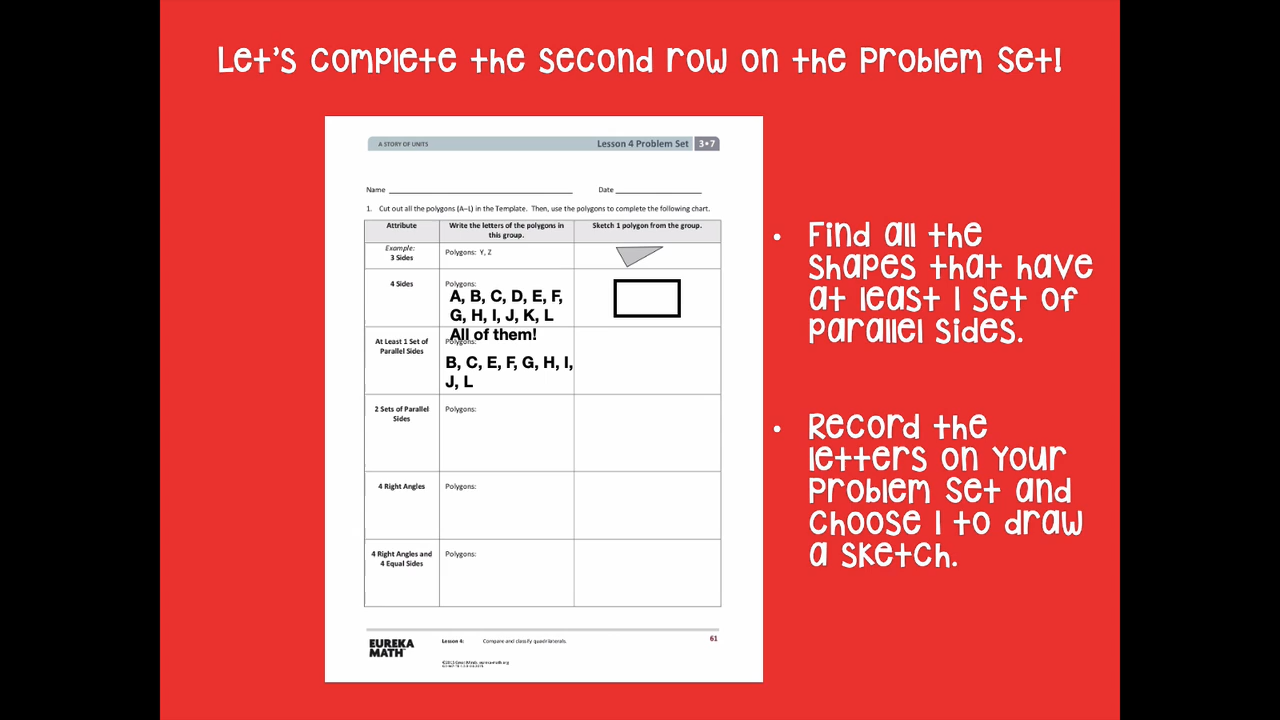 Let's complete the second row on the Problem Set!
A STORY OF UNITS
Lesson 4 Problem Set 3•7
Name
Date
1. Cut out all the polygons (A–L) in the Template. Then, use the polygons to complete the following chart.
Attribute
Write the letters of the polygons in
this group.
Sketch 1 polygon from the group.
Example:
3 Sides
Polygons: Y, Z
4 Sides
Polygons:
A, B, C, D, E, F,
G, H, I, J, K, L
All of them!
At Least 1 Set of
Parallel Sides
Polygons:
B, C, E, F, G, H, I,
J, L
2 Sets of Parallel
Sides
Polygons:
4 Right Angles
Polygons:
4 Right Angles and
4 Equal Sides
Polygons:
EUREKA
MATH
Lesson 4: Compare and classify quadrilaterals.
61
• Find all the
shapes that have
at least 1 set of
parallel sides.
• Record the
letters on your
Problem Set and
choose 1 to draw
a sketch.